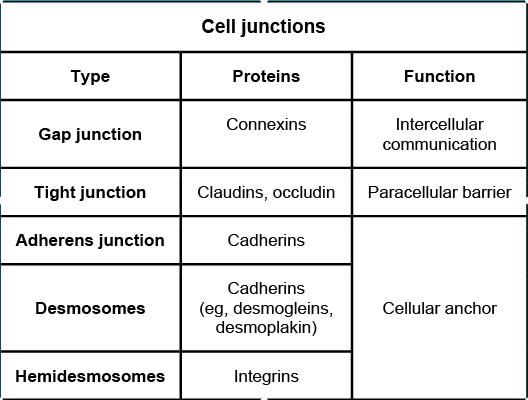 Cell junctions
Type
Proteins
Function
Gap junction
Connexins
Intercellular
communication
Tight junction
Claudins, occludin
Paracellular barrier
Adherens junction
Cadherins
Desmosomes
Cadherins
(eg, desmogleins,
desmoplakin)
Cellular anchor
Hemidesmosomes
Integrins